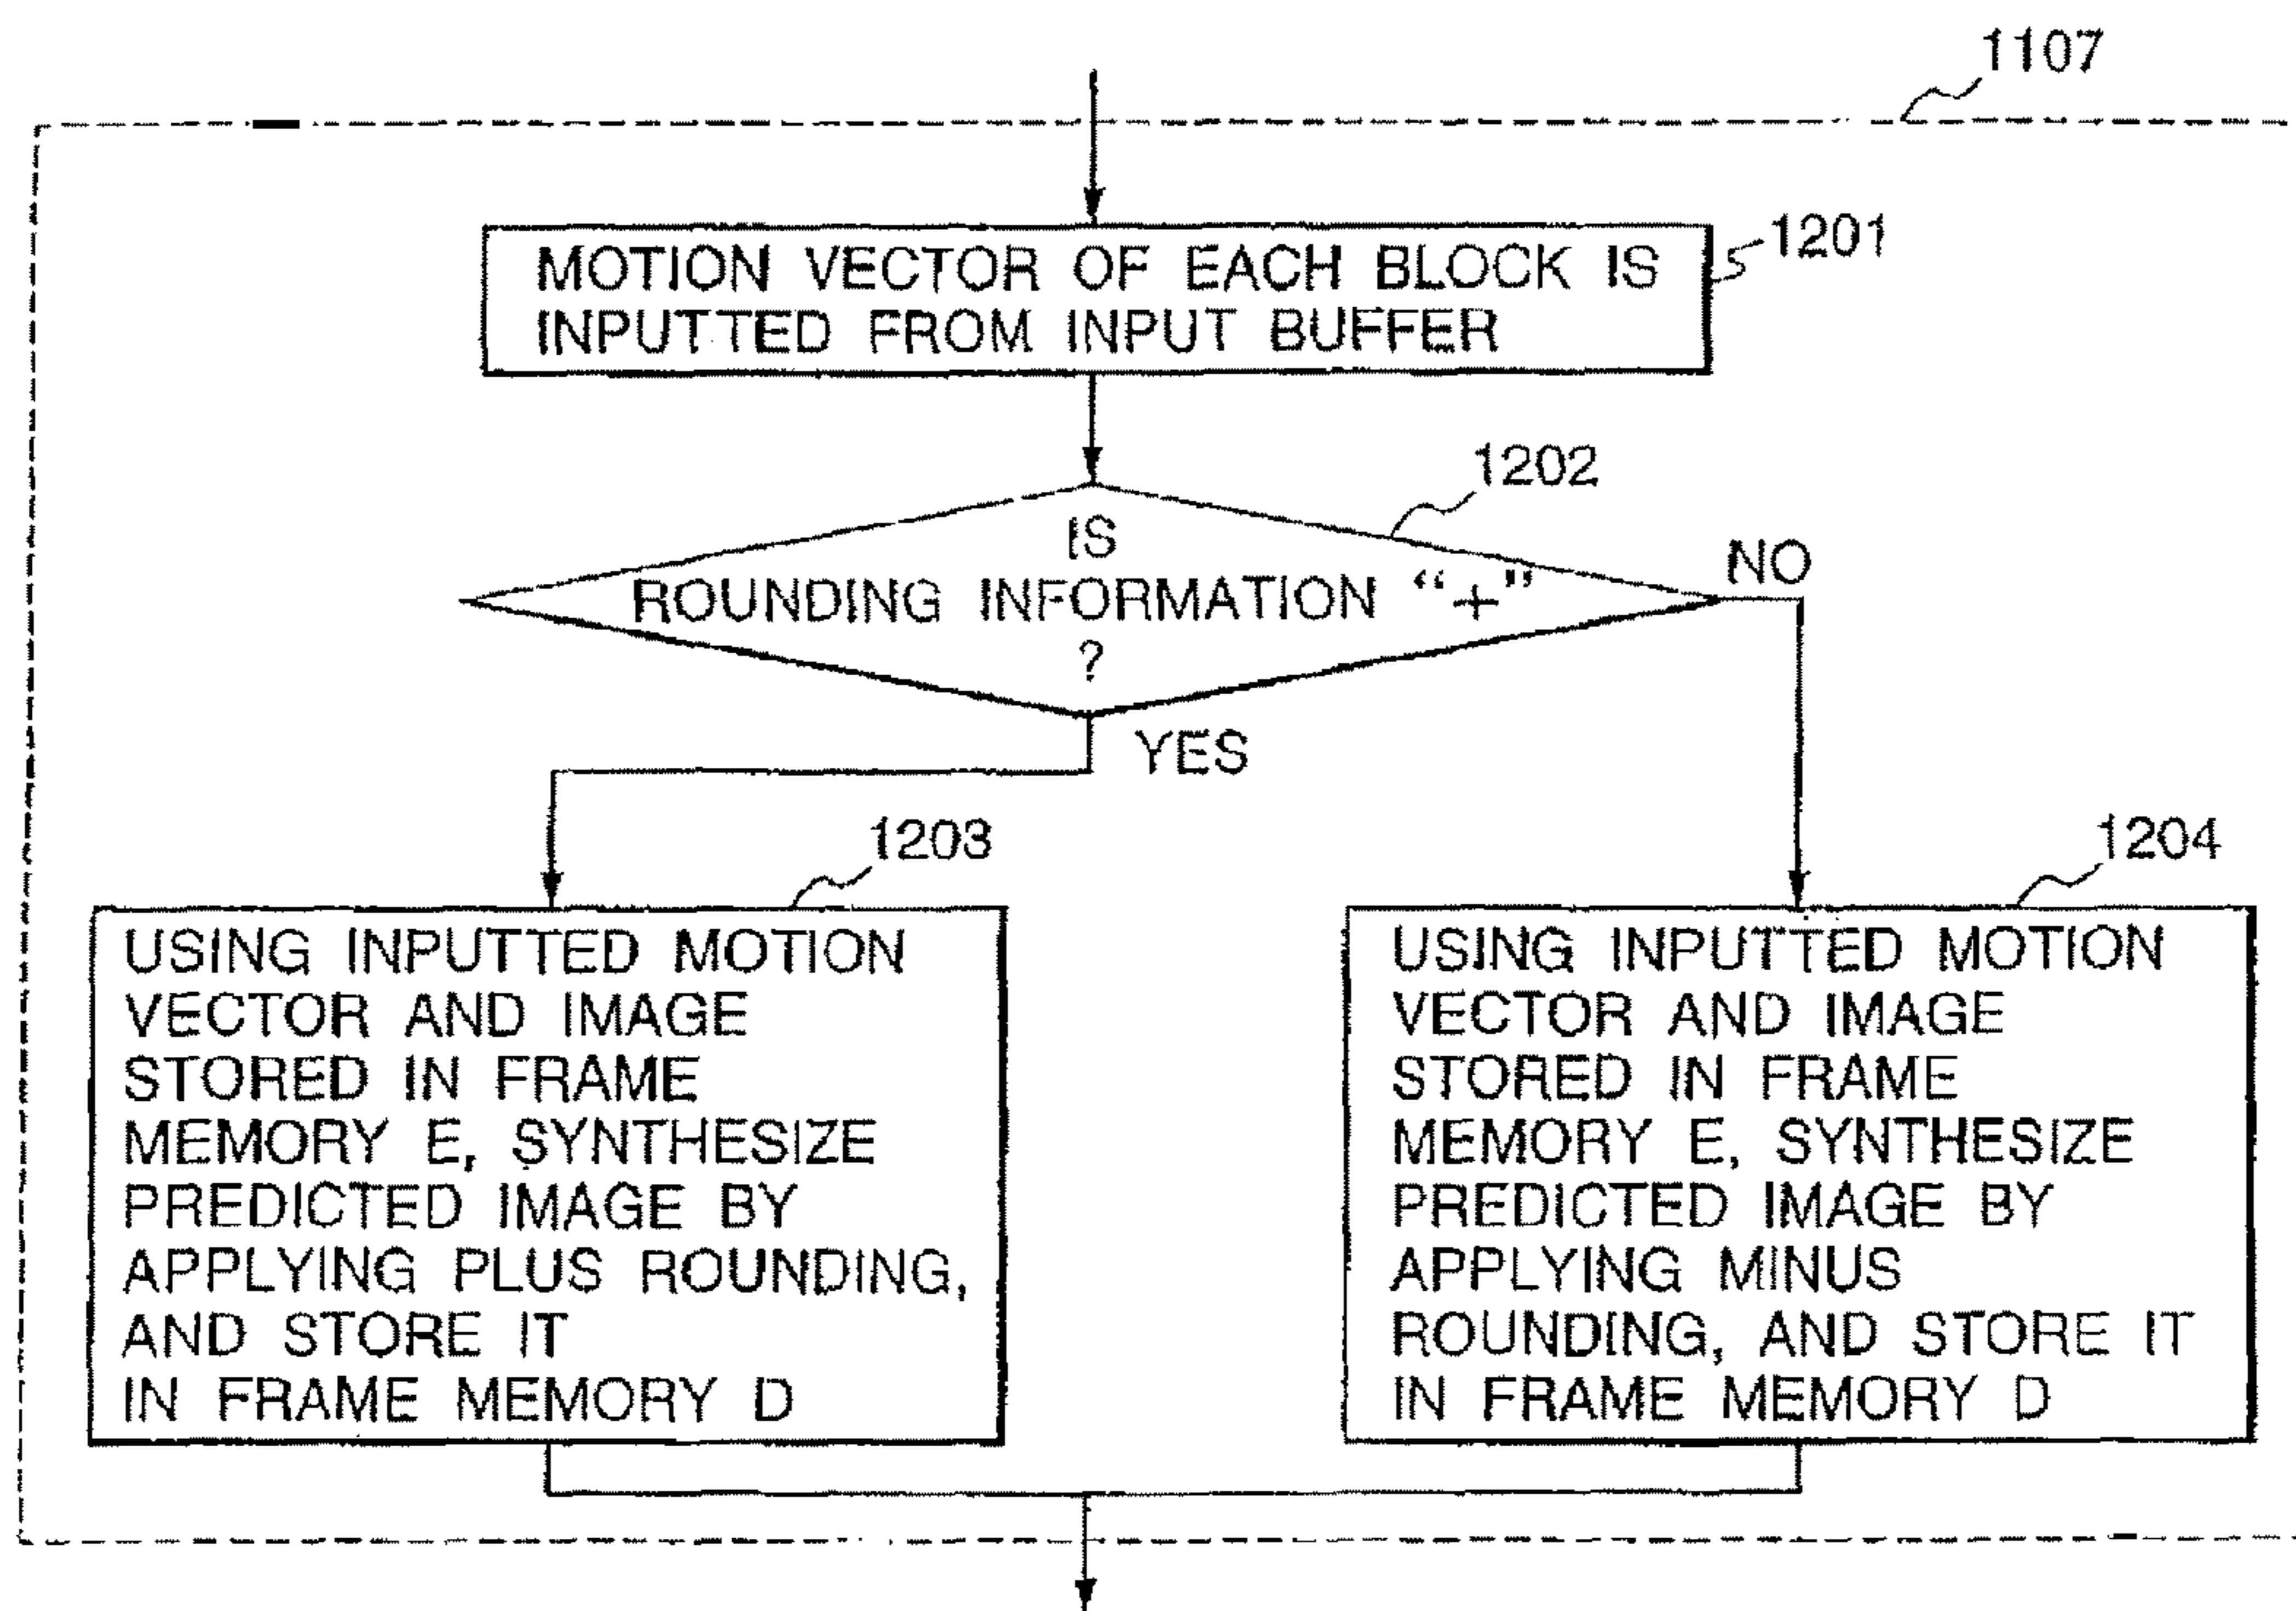 1107
MOTION VECTOR OF EACH BLOCK IS
INPUTTED FROM INPUT BUFFER
1201
1202
IS
ROUNDING INFORMATION “+”
?
NO
YES
1203
USING INPUTTED MOTION
VECTOR AND IMAGE
STORED IN FRAME
MEMORY E, SYNTHESIZE
PREDICTED IMAGE BY
APPLYING PLUS ROUNDING,
AND STORE IT
IN FRAME MEMORY D
1204
USING INPUTTED MOTION
VECTOR AND IMAGE
STORED IN FRAME
MEMORY E, SYNTHESIZE
PREDICTED IMAGE BY
APPLYING MINUS
ROUNDING, AND STORE IT
IN FRAME MEMORY D